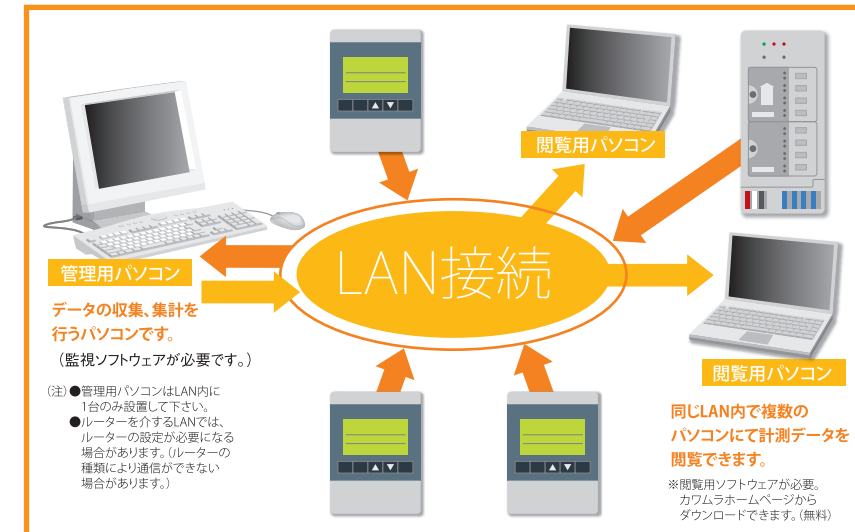 閲覧用パソコン
LAN接続
管理用パソコン
データの収集、集計を
行うパソコンです。
(監視ソフトウェアが必要です。)
(注)●管理用パソコンはLAN内に
1台のみ設置して下さい。
●ルーターを介するLANでは、
ルーターの設定が必要になる
場合があります。(ルーターの
種類により通信ができない
場合があります。)
閲覧用パソコン
同じLAN内で複数の
パソコンにて計測データを
閲覧できます。
※閲覧用ソフトウェアが必要。
カワムラホームページから
ダウンロードできます。(無料)